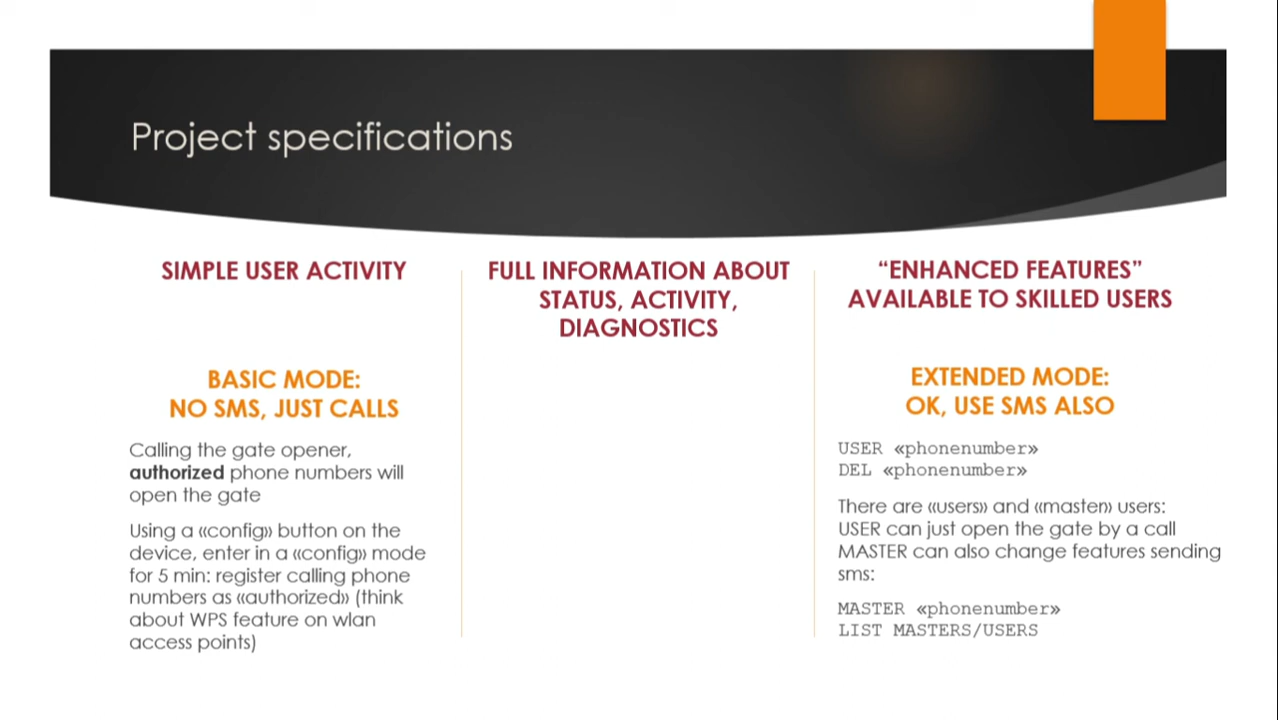 Project specifications
SIMPLE USER ACTIVITY
BASIC MODE:
NO SMS, JUST CALLS
Calling the gate opener,
authorized phone numbers will
open the gate
Using a «config» button on the
device, enter in a «config» mode
for 5 min: register calling phone
numbers as «authorized» (think
about WPS feature on wlan
access points)
FULL INFORMATION ABOUT
STATUS, ACTIVITY,
DIAGNOSTICS
“ENHANCED FEATURES”
AVAILABLE TO SKILLED USERS
EXTENDED MODE:
OK, USE SMS ALSO
USER «phonenumber»
DEL «phonenumber»
There are «users» and «master» users:
USER can just open the gate by a call
MASTER can also change features sending
sms:
MASTER «phonenumber»
LIST MASTERS/USERS